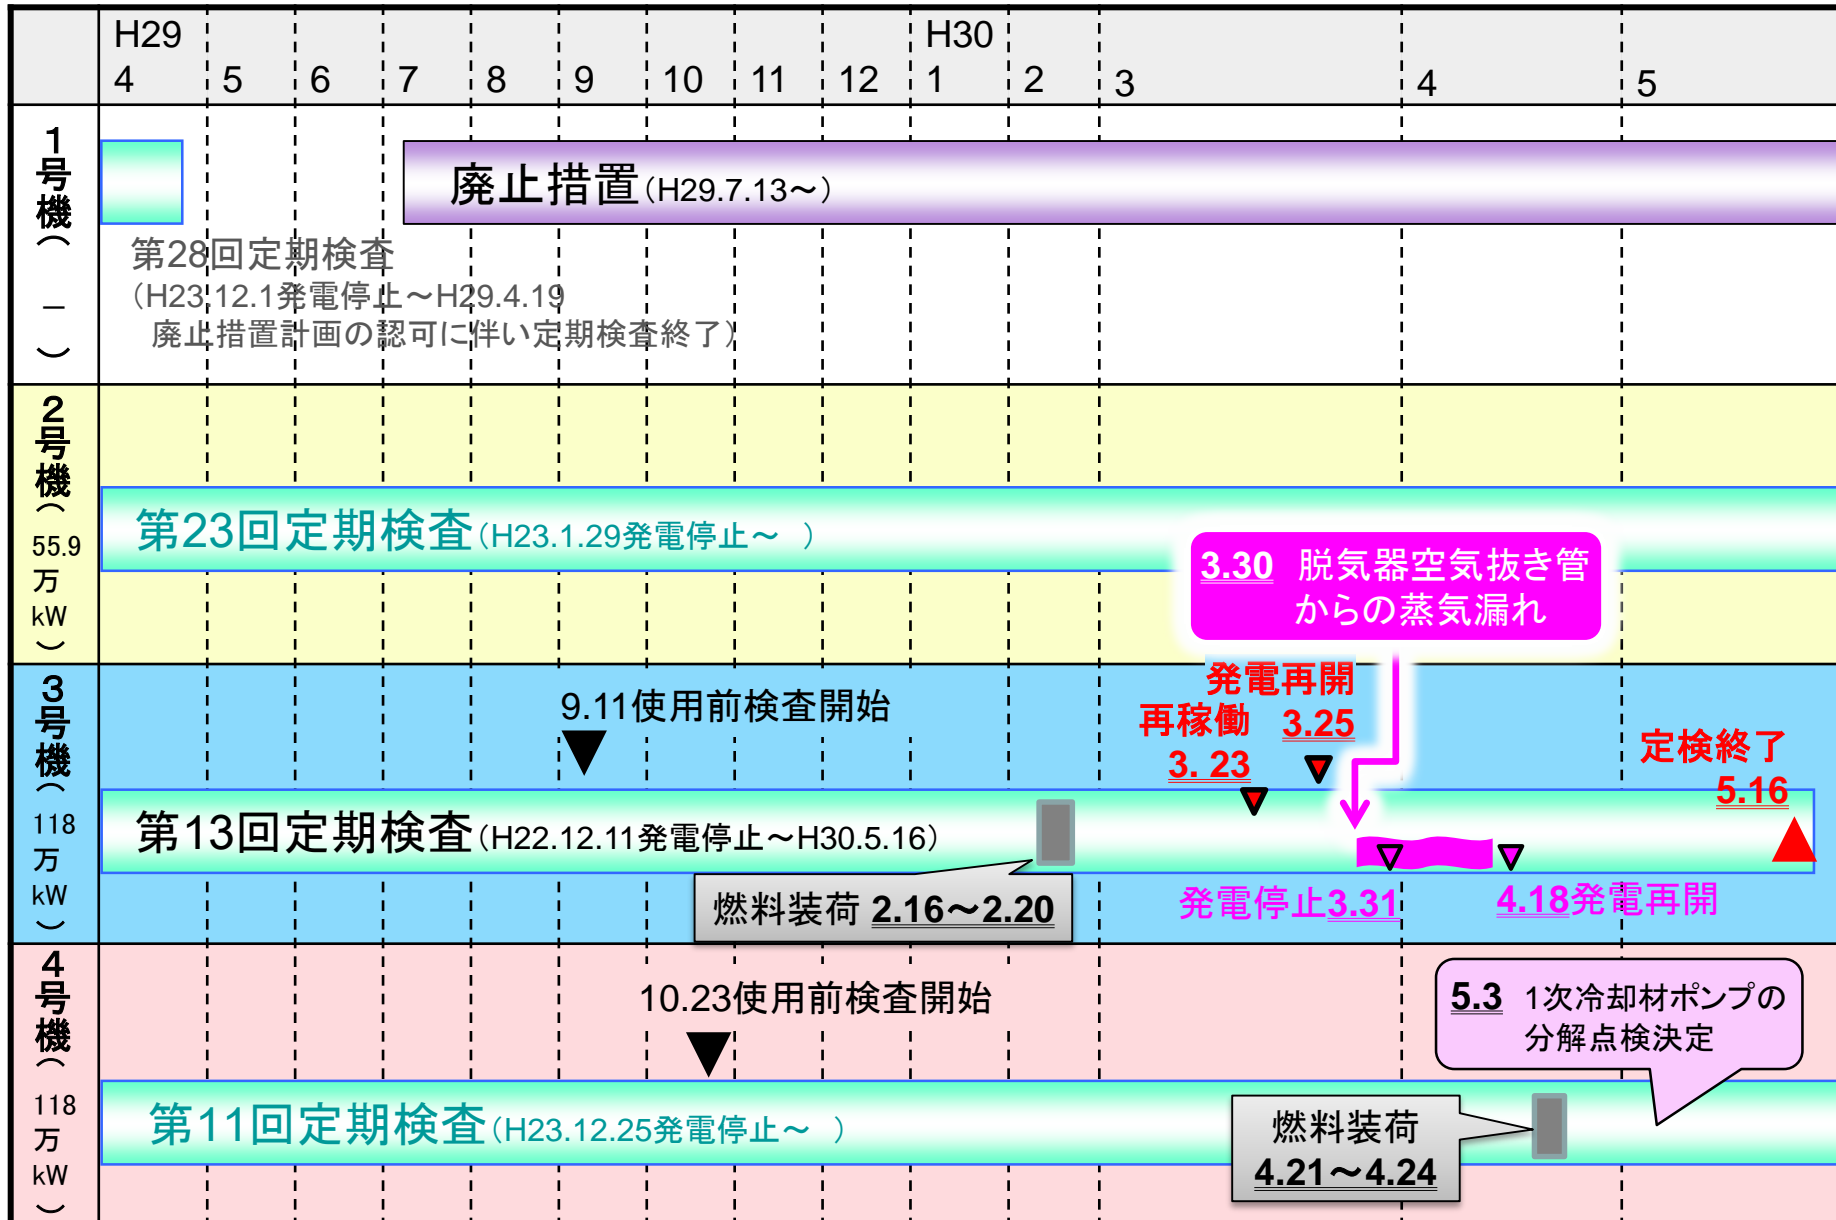 H29
H30
4 5 6 7 8 9 10 11 12 1 2 3 4 5
1号機（ － ）
廃止措置（H29.7.13～）
第28回定期検査
（H23.12.1発電停止～H29.4.19
廃止措置計画の認可に伴い定期検査終了）
2号機（55.9万kW）
第23回定期検査（H23.1.29発電停止～ ）
3.30 脱気器空気抜き管
からの蒸気漏れ
3号機（118万kW）
9.11使用前検査開始
発電再開
3.25
再稼働
3. 23
定検終了
5.16
第13回定期検査（H22.12.11発電停止～H30.5.16）
燃料装荷 2.16～2.20
発電停止3.31
4.18発電再開
4号機（118万kW）
10.23使用前検査開始
5.3 1次冷却材ポンプの
分解点検決定
第11回定期検査（H23.12.25発電停止～ ）
燃料装荷
4.21～4.24